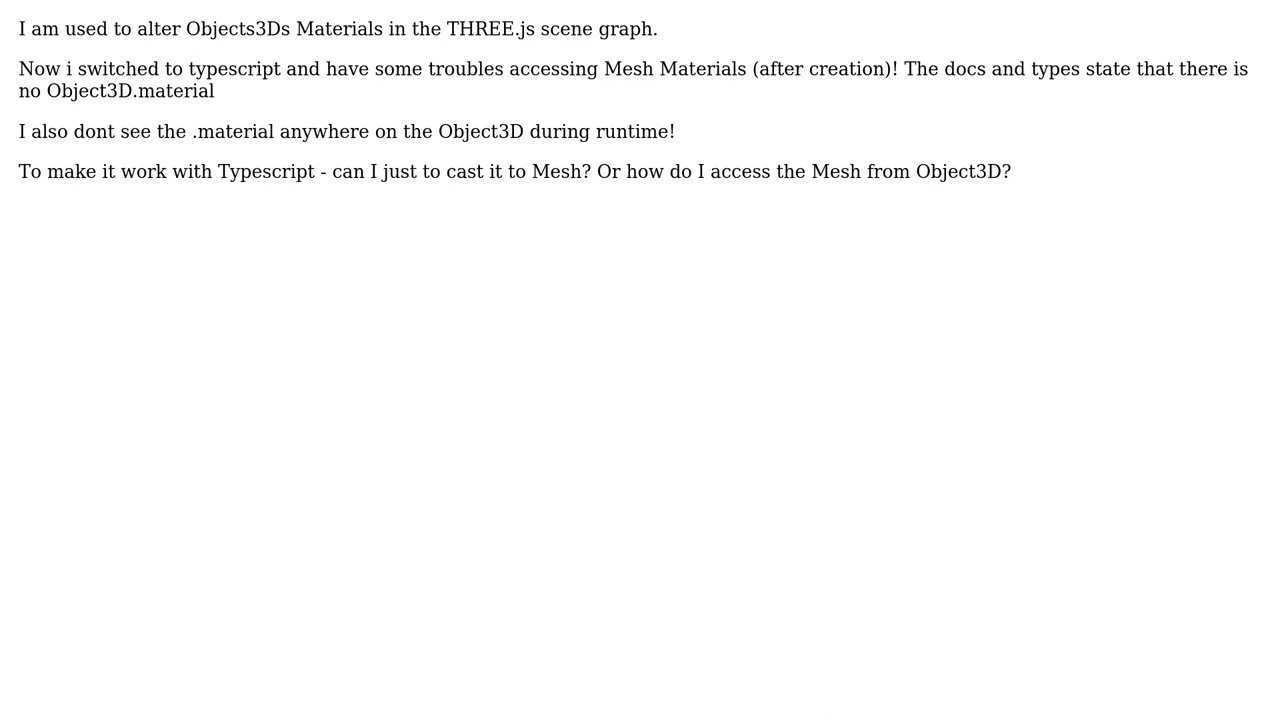 I am used to alter Objects3Ds Materials in the THREE.js scene graph.
Now i switched to typescript and have some troubles accessing Mesh Materials (after creation)! The docs and types state that there is
no Object3D.material
I also dont see the .material anywhere on the Object3D during runtime!
To make it work with Typescript - can I just to cast it to Mesh? Or how do I access the Mesh from Object3D?